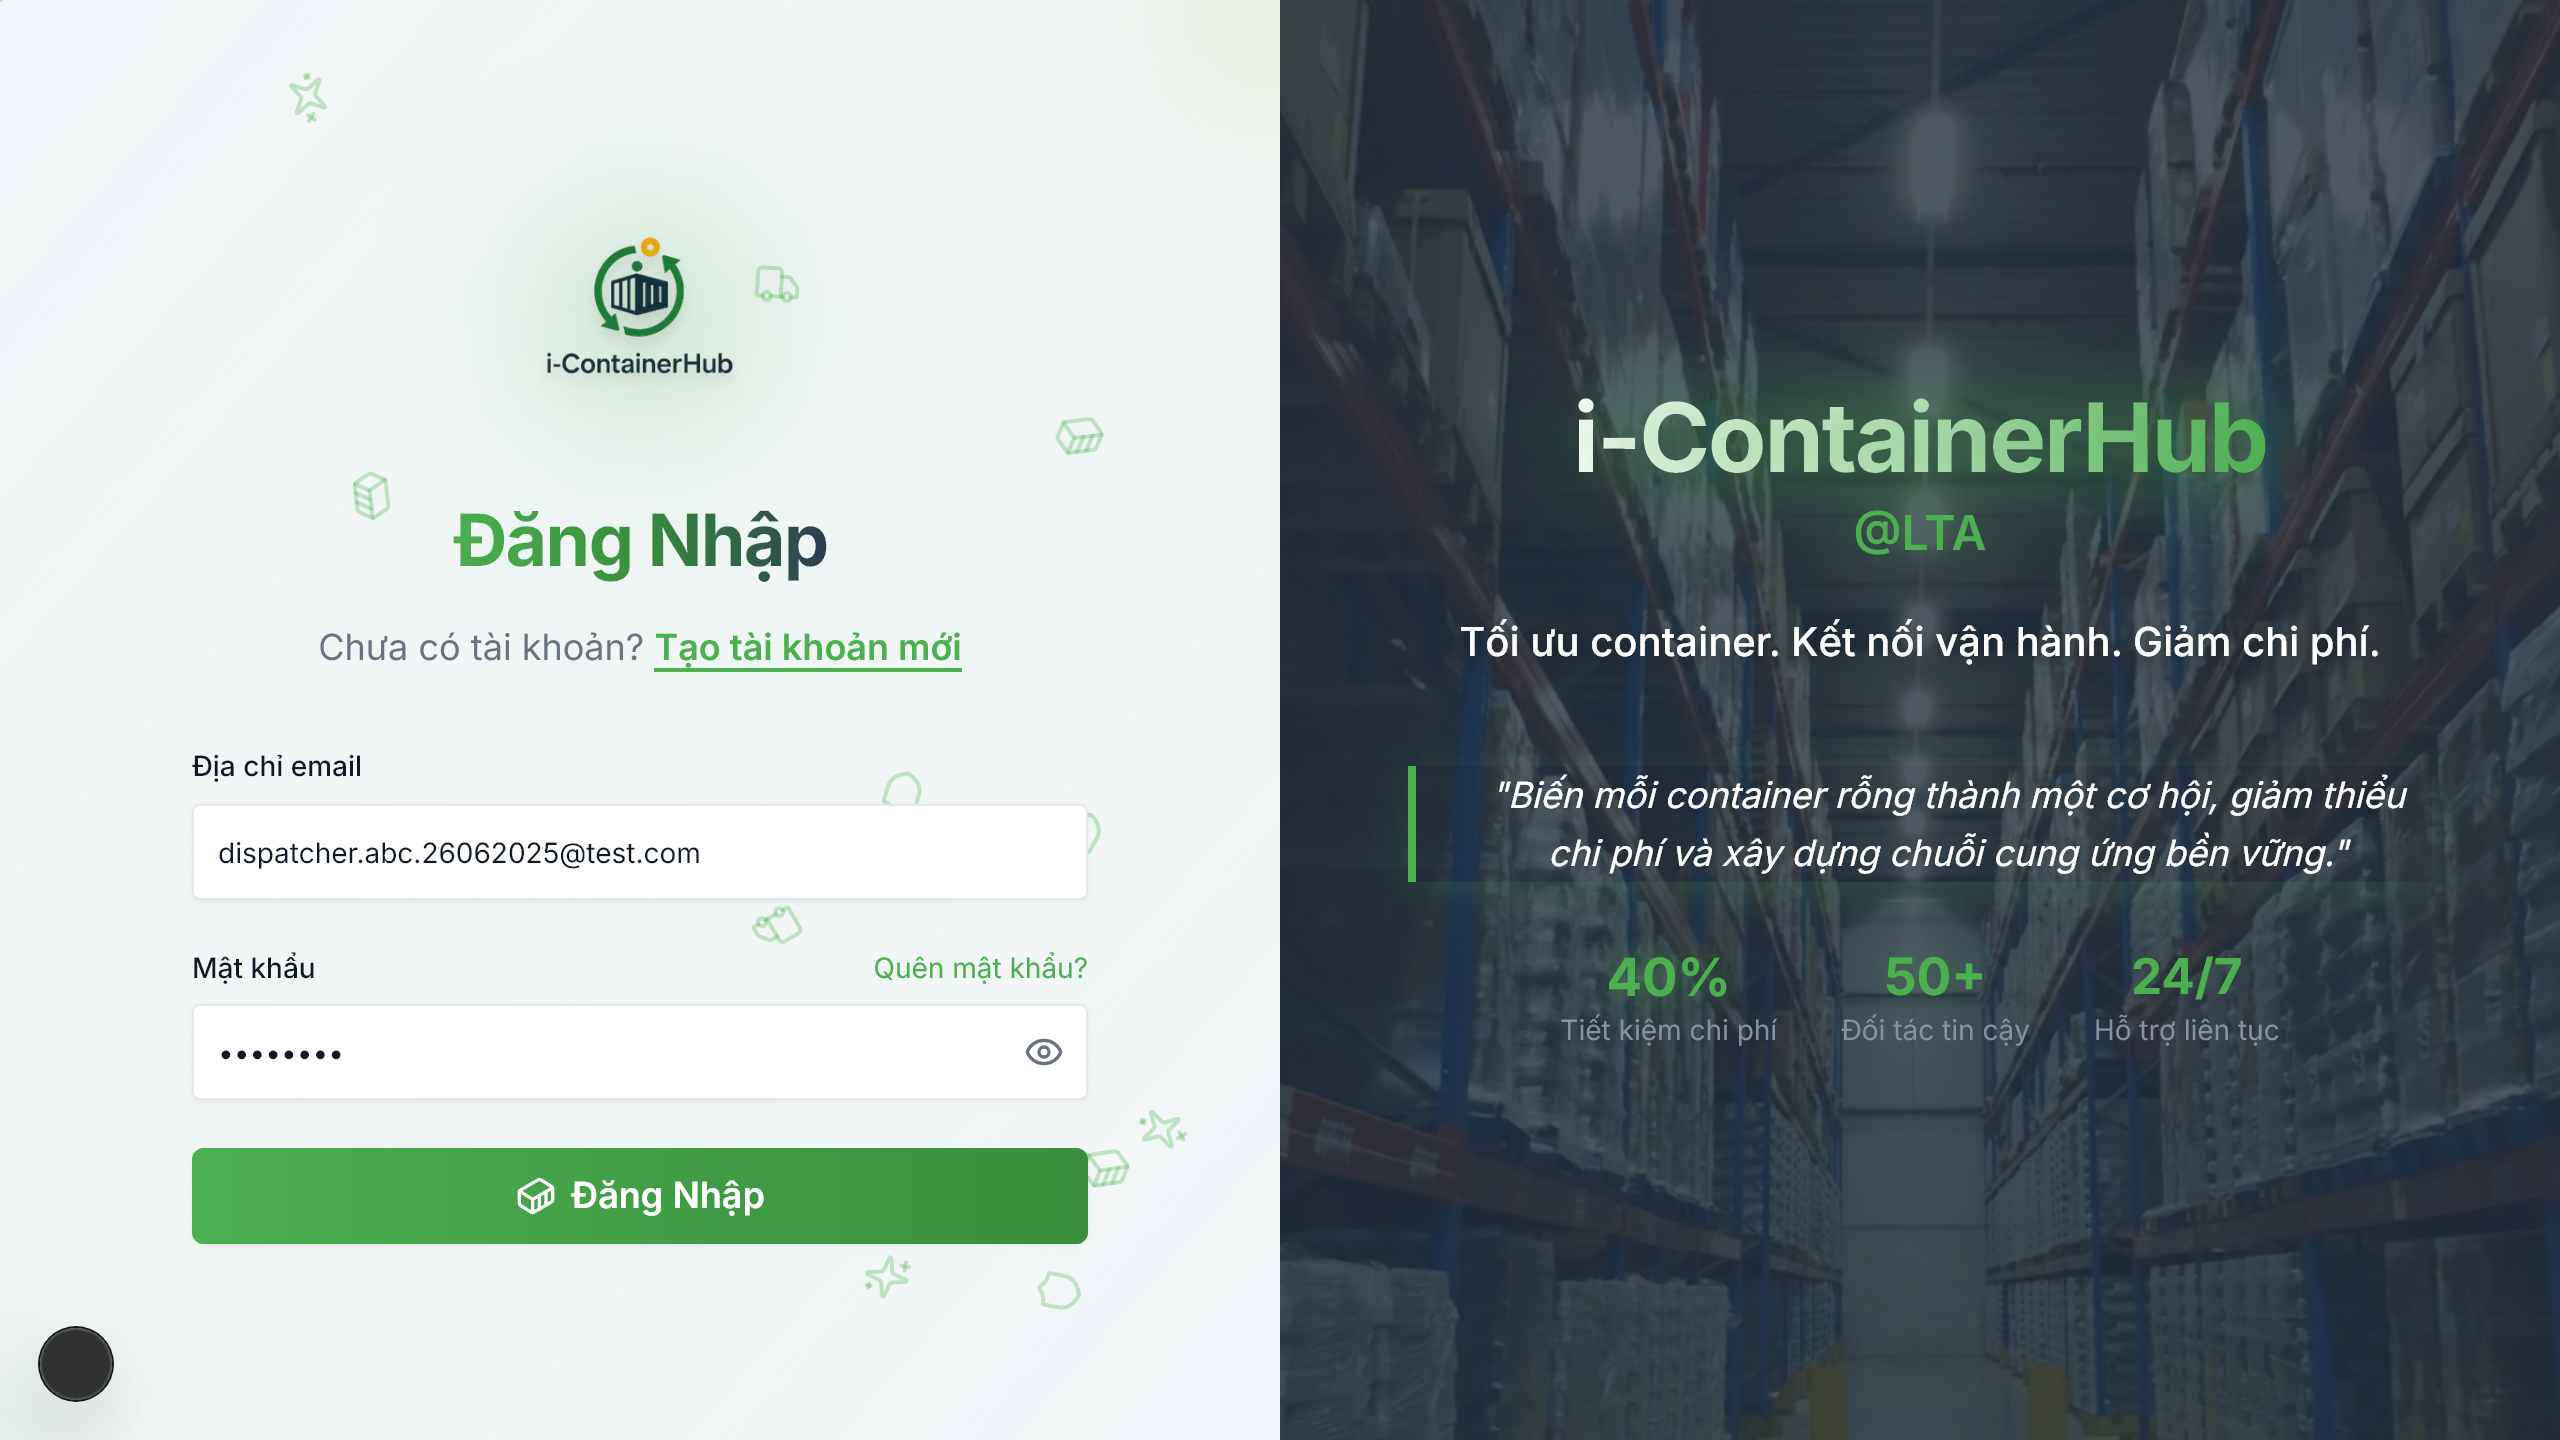 i-ContainerHub
Đăng Nhập
Chưa có tài khoản? Tạo tài khoản mới
Địa chỉ email
dispatcher.abc.26062025@test.com
Mật khẩu
Quên mật khẩu?
••••••••
Đăng Nhập
i-ContainerHub
@LTA
Tối ưu container. Kết nối vận hành. Giảm chi phí.
"Biến mỗi container rỗng thành một cơ hội, giảm thiểu
chi phí và xây dựng chuỗi cung ứng bền vững."
40%
Tiết kiệm chi phí
50+
Đối tác tin cậy
24/7
Hỗ trợ liên tục